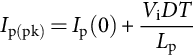 I_p(pk) = I_p(0) + V_i DT / L_p